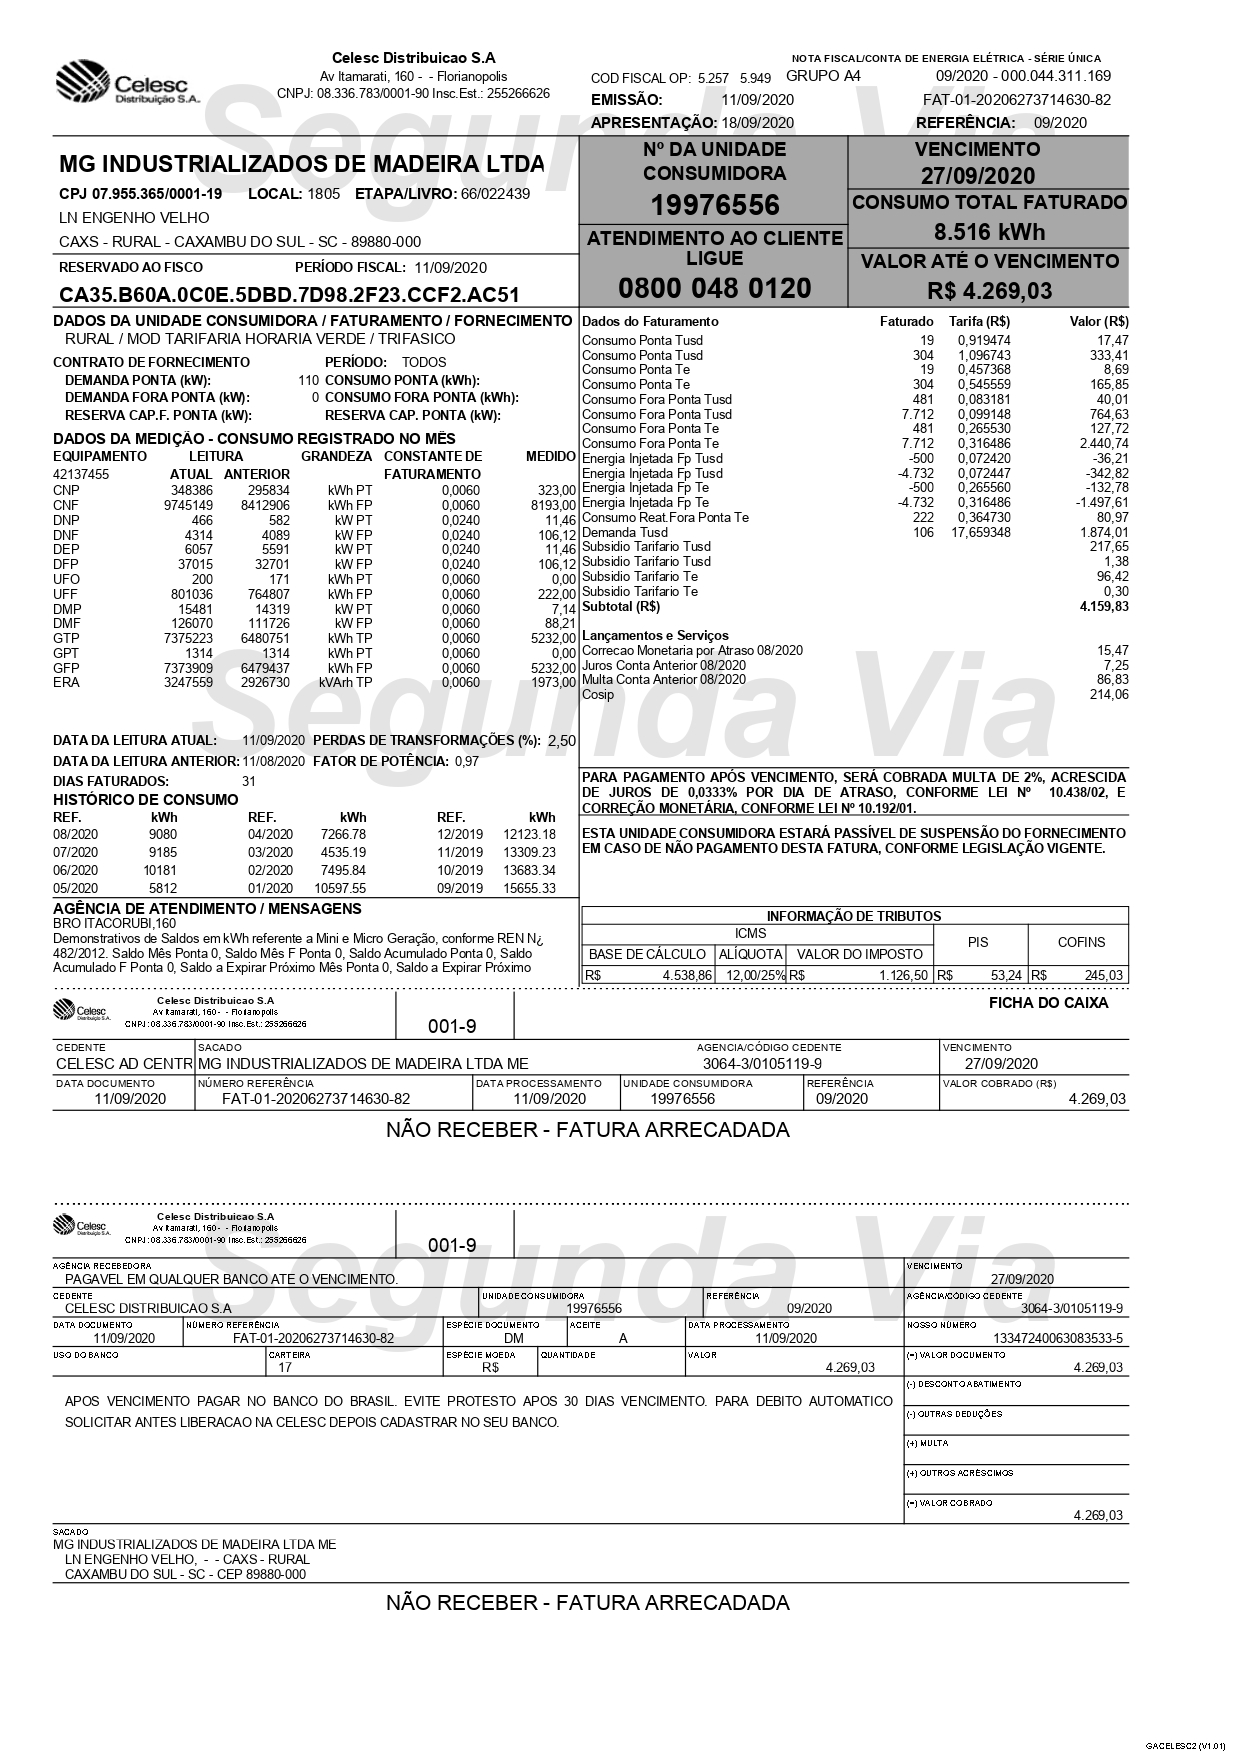 Celesc Distribuição S.A.
Celesc Distribuicao S.A
Av Itamarati, 160 - - Florianopolis
CNPJ: 08.336.783/0001-90 Insc.Est.: 255266626
NOTA FISCAL/CONTA DE ENERGIA ELÉTRICA - SÉRIE ÚNICA
COD FISCAL OP: 5.257 5.949 GRUPO A4 09/2020 - 000.044.311.169
EMISSÃO: 11/09/2020 FAT-01-20206273714630-82
APRESENTAÇÃO: 18/09/2020 REFERÊNCIA: 09/2020
Segunda Via
MG INDUSTRIALIZADOS DE MADEIRA LTDA
CPJ 07.955.365/0001-19 LOCAL: 1805 ETAPA/LIVRO: 66/022439
LN ENGENHO VELHO
CAXS - RURAL - CAXAMBU DO SUL - SC - 89880-000
RESERVADO AO FISCO PERÍODO FISCAL: 11/09/2020
CA35.B60A.0C0E.5DBD.7D98.2F23.CCF2.AC51
Nº DA UNIDADE
CONSUMIDORA
19976556
ATENDIMENTO AO CLIENTE
LIGUE
0800 048 0120
VENCIMENTO
27/09/2020
CONSUMO TOTAL FATURADO
8.516 kWh
VALOR ATÉ O VENCIMENTO
R$ 4.269,03
DADOS DA UNIDADE CONSUMIDORA / FATURAMENTO / FORNECIMENTO
RURAL / MOD TARIFARIA HORARIA VERDE / TRIFASICO
CONTRATO DE FORNECIMENTO PERÍODO: TODOS
DEMANDA PONTA (kW): 110 CONSUMO PONTA (kWh):
DEMANDA FORA PONTA (kW): 0 CONSUMO FORA PONTA (kWh):
RESERVA CAP.F. PONTA (kW): RESERVA CAP. PONTA (kW):
DADOS DA MEDIÇÃO - CONSUMO REGISTRADO NO MÊS
EQUIPAMENTO LEITURA GRANDEZA CONSTANTE DE MEDIDO
42137455 ATUAL ANTERIOR FATURAMENTO
CNP 348386 295834 kWh PT 0,0060 323,00
CNF 9745149 8412906 kWh FP 0,0060 8193,00
DNP 466 582 kW PT 0,0240 11,46
DNF 4314 4089 kW FP 0,0240 106,12
DEP 6057 5591 kW PT 0,0240 11,46
DFP 37015 32701 kW FP 0,0240 106,12
UFO 200 171 kWh PT 0,0060 0,00
UFF 801036 764807 kWh FP 0,0060 222,00
DMP 15481 14319 kW PT 0,0060 7,14
DMF 126070 111726 kW FP 0,0060 88,21
GTP 7375223 6480751 kWh TP 0,0060 5232,00
GPT 1314 1314 kWh PT 0,0060 0,00
GFP 7373909 6479437 kWh FP 0,0060 5232,00
ERA 3247559 2926730 kVArh TP 0,0060 1973,00
DATA DA LEITURA ATUAL: 11/09/2020 PERDAS DE TRANSFORMAÇÕES (%): 2,50
DATA DA LEITURA ANTERIOR: 11/08/2020 FATOR DE POTÊNCIA: 0,97
DIAS FATURADOS: 31
HISTÓRICO DE CONSUMO
REF. kWh REF. kWh REF. kWh
08/2020 9080 04/2020 7266.78 12/2019 12123.18
07/2020 9185 03/2020 4535.19 11/2019 13309.23
06/2020 10181 02/2020 7495.84 10/2019 13683.34
05/2020 5812 01/2020 10597.55 09/2019 15655.33
AGÊNCIA DE ATENDIMENTO / MENSAGENS
BRO ITACORUBI,160
Demonstrativos de Saldos em kWh referente a Mini e Micro Geração, conforme REN N¿
482/2012. Saldo Mês Ponta 0, Saldo Mês F Ponta 0, Saldo Acumulado Ponta 0, Saldo
Acumulado F Ponta 0, Saldo a Expirar Próximo Mês Ponta 0, Saldo a Expirar Próximo
Dados do Faturamento Faturado Tarifa (R$) Valor (R$)
Consumo Ponta Tusd 19 0,919474 17,47
Consumo Ponta Tusd 304 1,096743 333,41
Consumo Ponta Te 19 0,457368 8,69
Consumo Ponta Te 304 0,545559 165,85
Consumo Fora Ponta Tusd 481 0,083181 40,01
Consumo Fora Ponta Tusd 7.712 0,099148 764,63
Consumo Fora Ponta Te 481 0,265530 127,72
Consumo Fora Ponta Te 7.712 0,316486 2.440,74
Energia Injetada Fp Tusd -500 0,072420 -36,21
Energia Injetada Fp Tusd -4.732 0,072447 -342,82
Energia Injetada Fp Te -500 0,265560 -132,78
Energia Injetada Fp Te -4.732 0,316486 -1.497,61
Consumo Reat.Fora Ponta Te 222 0,364730 80,97
Demanda Tusd 106 17,659348 1.874,01
Subsidio Tarifario Tusd 217,65
Subsidio Tarifario Tusd 1,38
Subsidio Tarifario Te 96,42
Subsidio Tarifario Te 0,30
Subtotal (R$) 4.159,83
Lançamentos e Serviços
Correcao Monetaria por Atraso 08/2020 15,47
Juros Conta Anterior 08/2020 7,25
Multa Conta Anterior 08/2020 86,83
Cosip 214,06
Segunda Via
PARA PAGAMENTO APÓS VENCIMENTO, SERÁ COBRADA MULTA DE 2%, ACRESCIDA
DE JUROS DE 0,0333% POR DIA DE ATRASO, CONFORME LEI Nº 10.438/02, E
CORREÇÃO MONETÁRIA, CONFORME LEI Nº 10.192/01.
ESTA UNIDADE CONSUMIDORA ESTARÁ PASSÍVEL DE SUSPENSÃO DO FORNECIMENTO
EM CASO DE NÃO PAGAMENTO DESTA FATURA, CONFORME LEGISLAÇÃO VIGENTE.
INFORMAÇÃO DE TRIBUTOS
ICMS PIS COFINS
BASE DE CÁLCULO ALÍQUOTA VALOR DO IMPOSTO
R$ 4.538,86 12,00/25% R$ 1.126,50 R$ 53,24 R$ 245,03
Celesc Distribuição S.A.
Celesc Distribuicao S.A
Av Itamarati, 160 - - Florianopolis
CNPJ: 08.336.783/0001-90 Insc.Est.: 255266626
001-9
FICHA DO CAIXA
CEDENTE SACADO AGENCIA/CÓDIGO CEDENTE VENCIMENTO
CELESC AD CENTR MG INDUSTRIALIZADOS DE MADEIRA LTDA ME 3064-3/0105119-9 27/09/2020
DATA DOCUMENTO NÚMERO REFERÊNCIA DATA PROCESSAMENTO UNIDADE CONSUMIDORA REFERÊNCIA VALOR COBRADO (R$)
11/09/2020 FAT-01-20206273714630-82 11/09/2020 19976556 09/2020 4.269,03
NÃO RECEBER - FATURA ARRECADADA
Celesc Distribuição S.A.
Celesc Distribuicao S.A
Av Itamarati, 160 - - Florianopolis
CNPJ: 08.336.783/0001-90 Insc.Est.: 255266626
001-9
Segunda Via
AGÊNCIA RECEBEDORA VENCIMENTO
PAGAVEL EM QUALQUER BANCO ATE O VENCIMENTO. 27/09/2020
CEDENTE UNIDADE CONSUMIDORA REFERÊNCIA AGÊNCIA/CÓDIGO CEDENTE
CELESC DISTRIBUICAO S.A 19976556 09/2020 3064-3/0105119-9
DATA DOCUMENTO NÚMERO REFERÊNCIA ESPÉCIE DOCUMENTO ACEITE DATA PROCESSAMENTO NOSSO NÚMERO
11/09/2020 FAT-01-20206273714630-82 DM A 11/09/2020 13347240063083533-5
USO DO BANCO CARTEIRA ESPÉCIE MOEDA QUANTIDADE VALOR (=) VALOR DOCUMENTO
17 R$ 4.269,03 4.269,03
APOS VENCIMENTO PAGAR NO BANCO DO BRASIL. EVITE PROTESTO APOS 30 DIAS VENCIMENTO. PARA DEBITO AUTOMATICO
SOLICITAR ANTES LIBERACAO NA CELESC DEPOIS CADASTRAR NO SEU BANCO.
(-) DESCONTO ABATIMENTO
(-) OUTRAS DEDUÇÕES
(+) MULTA
(+) OUTROS ACRÉSCIMOS
(=) VALOR COBRADO
4.269,03
SACADO
MG INDUSTRIALIZADOS DE MADEIRA LTDA ME
LN ENGENHO VELHO, - - CAXS - RURAL
CAXAMBU DO SUL - SC - CEP 89880-000
NÃO RECEBER - FATURA ARRECADADA
GACELESC2 (V1.01)